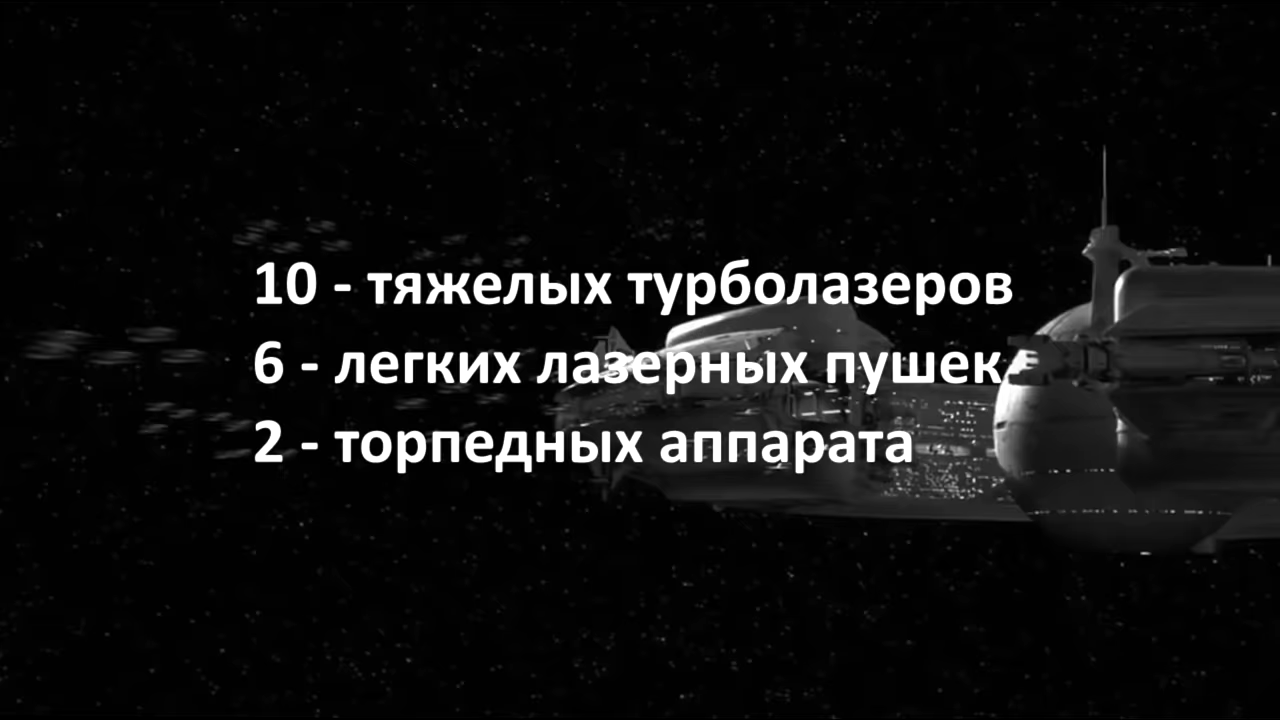 10 - тяжелых турболазеров
6 - легких лазерных пушек
2 - торпедных аппарата